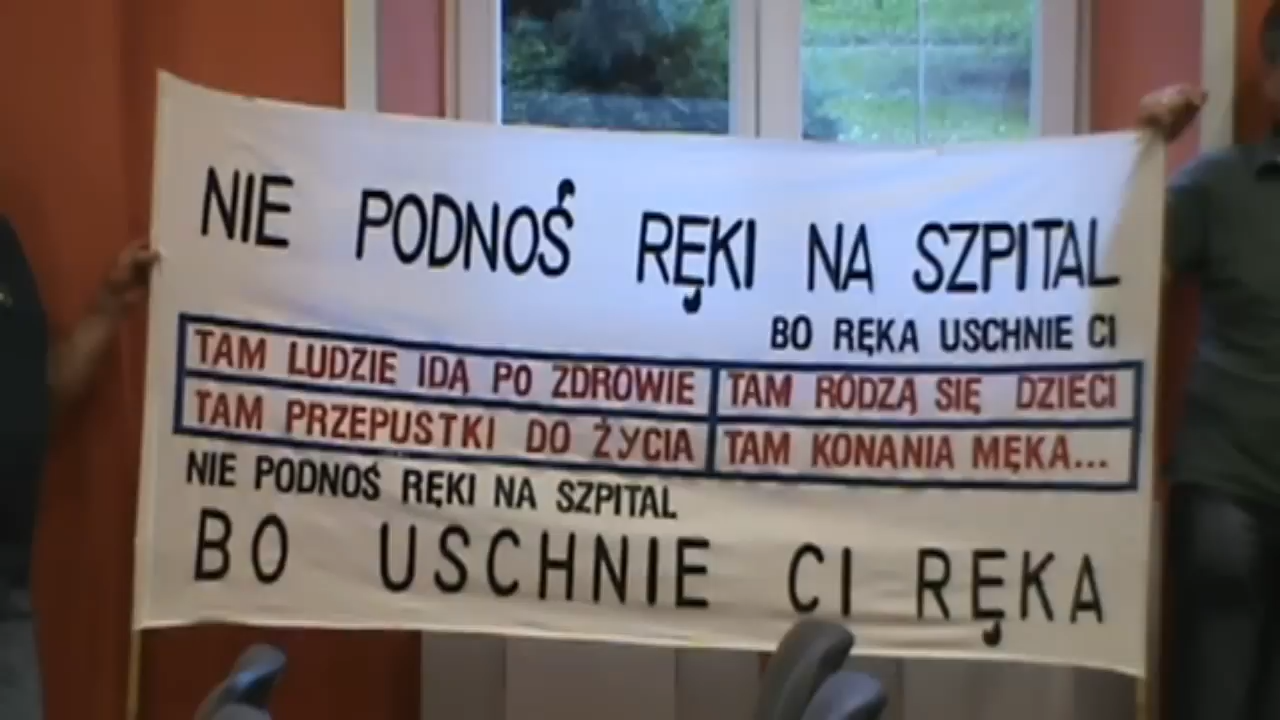 NIE PODNOŚ RĘKI NA SZPITAL
BO RĘKA USCHNIE CI
TAM LUDZIE IDĄ PO ZDROWIE
TAM RODZĄ SIĘ DZIECI
TAM PRZEPUSTKI DO ŻYCIA
TAM KONANIA MĘKA...
NIE PODNOŚ RĘKI NA SZPITAL
BO USCHNIE CI RĘKA